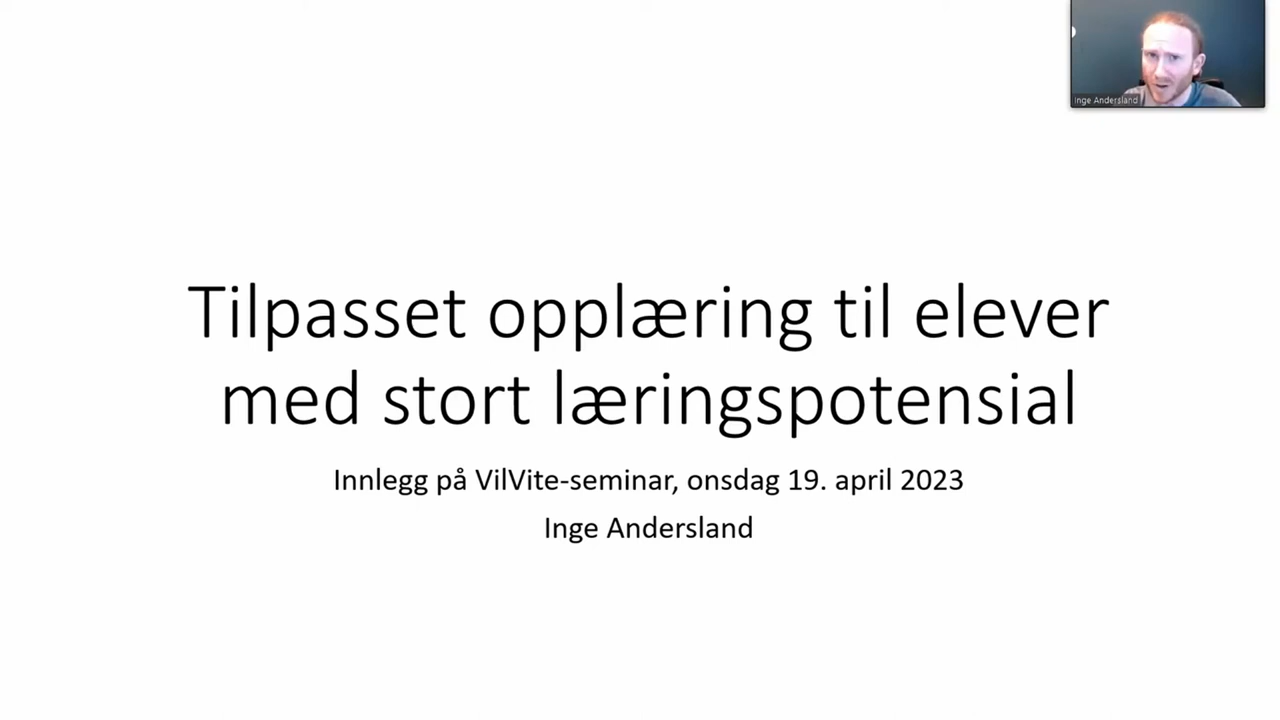 Inge Andersland
Tilpasset opplæring til elever
med stort læringspotensial
Innlegg på VilVite-seminar, onsdag 19. april 2023
Inge Andersland